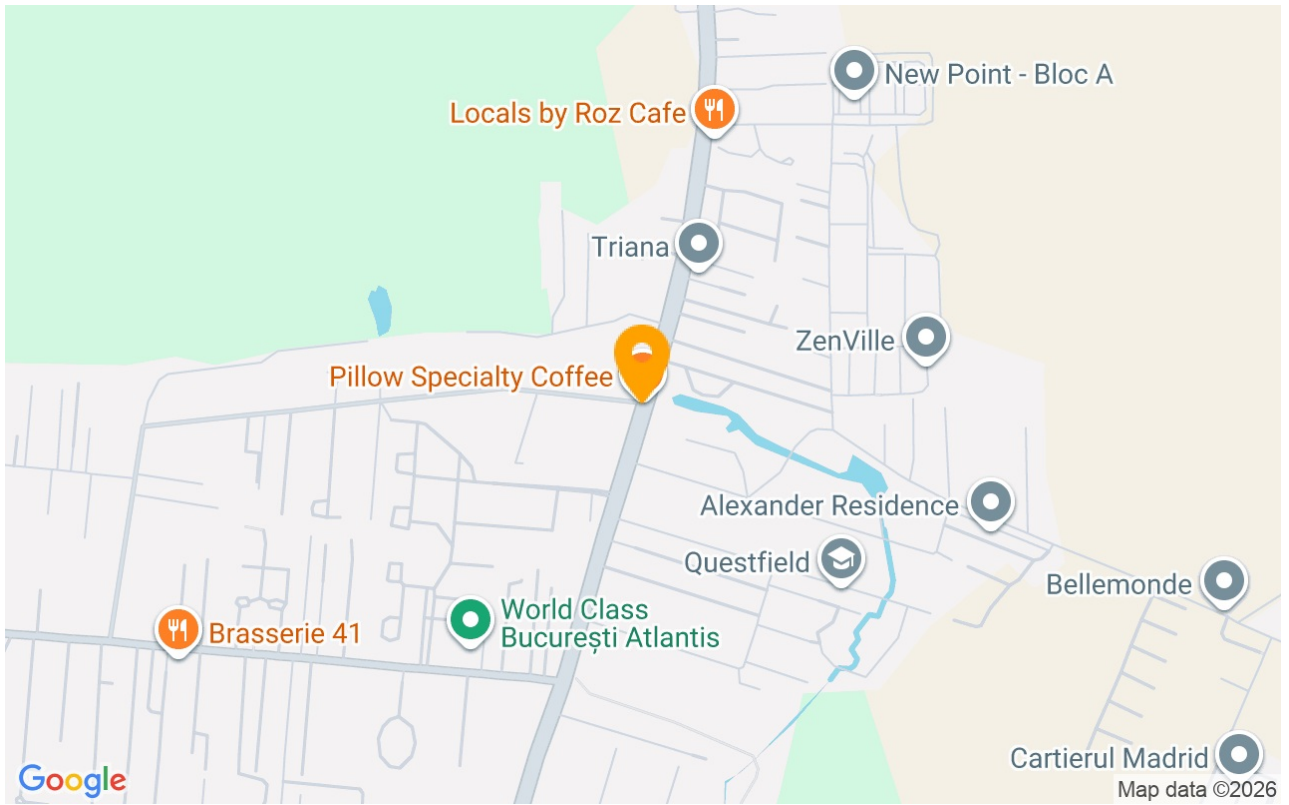 New Point - Bloc A
Locals by Roz Cafe
Triana
ZenVille
Pillow Specialty Coffee
Alexander Residence
Questfield
Bellemonde
World Class
București Atlantis
Brasserie 41
Cartierul Madrid
Google
Map data ©2026